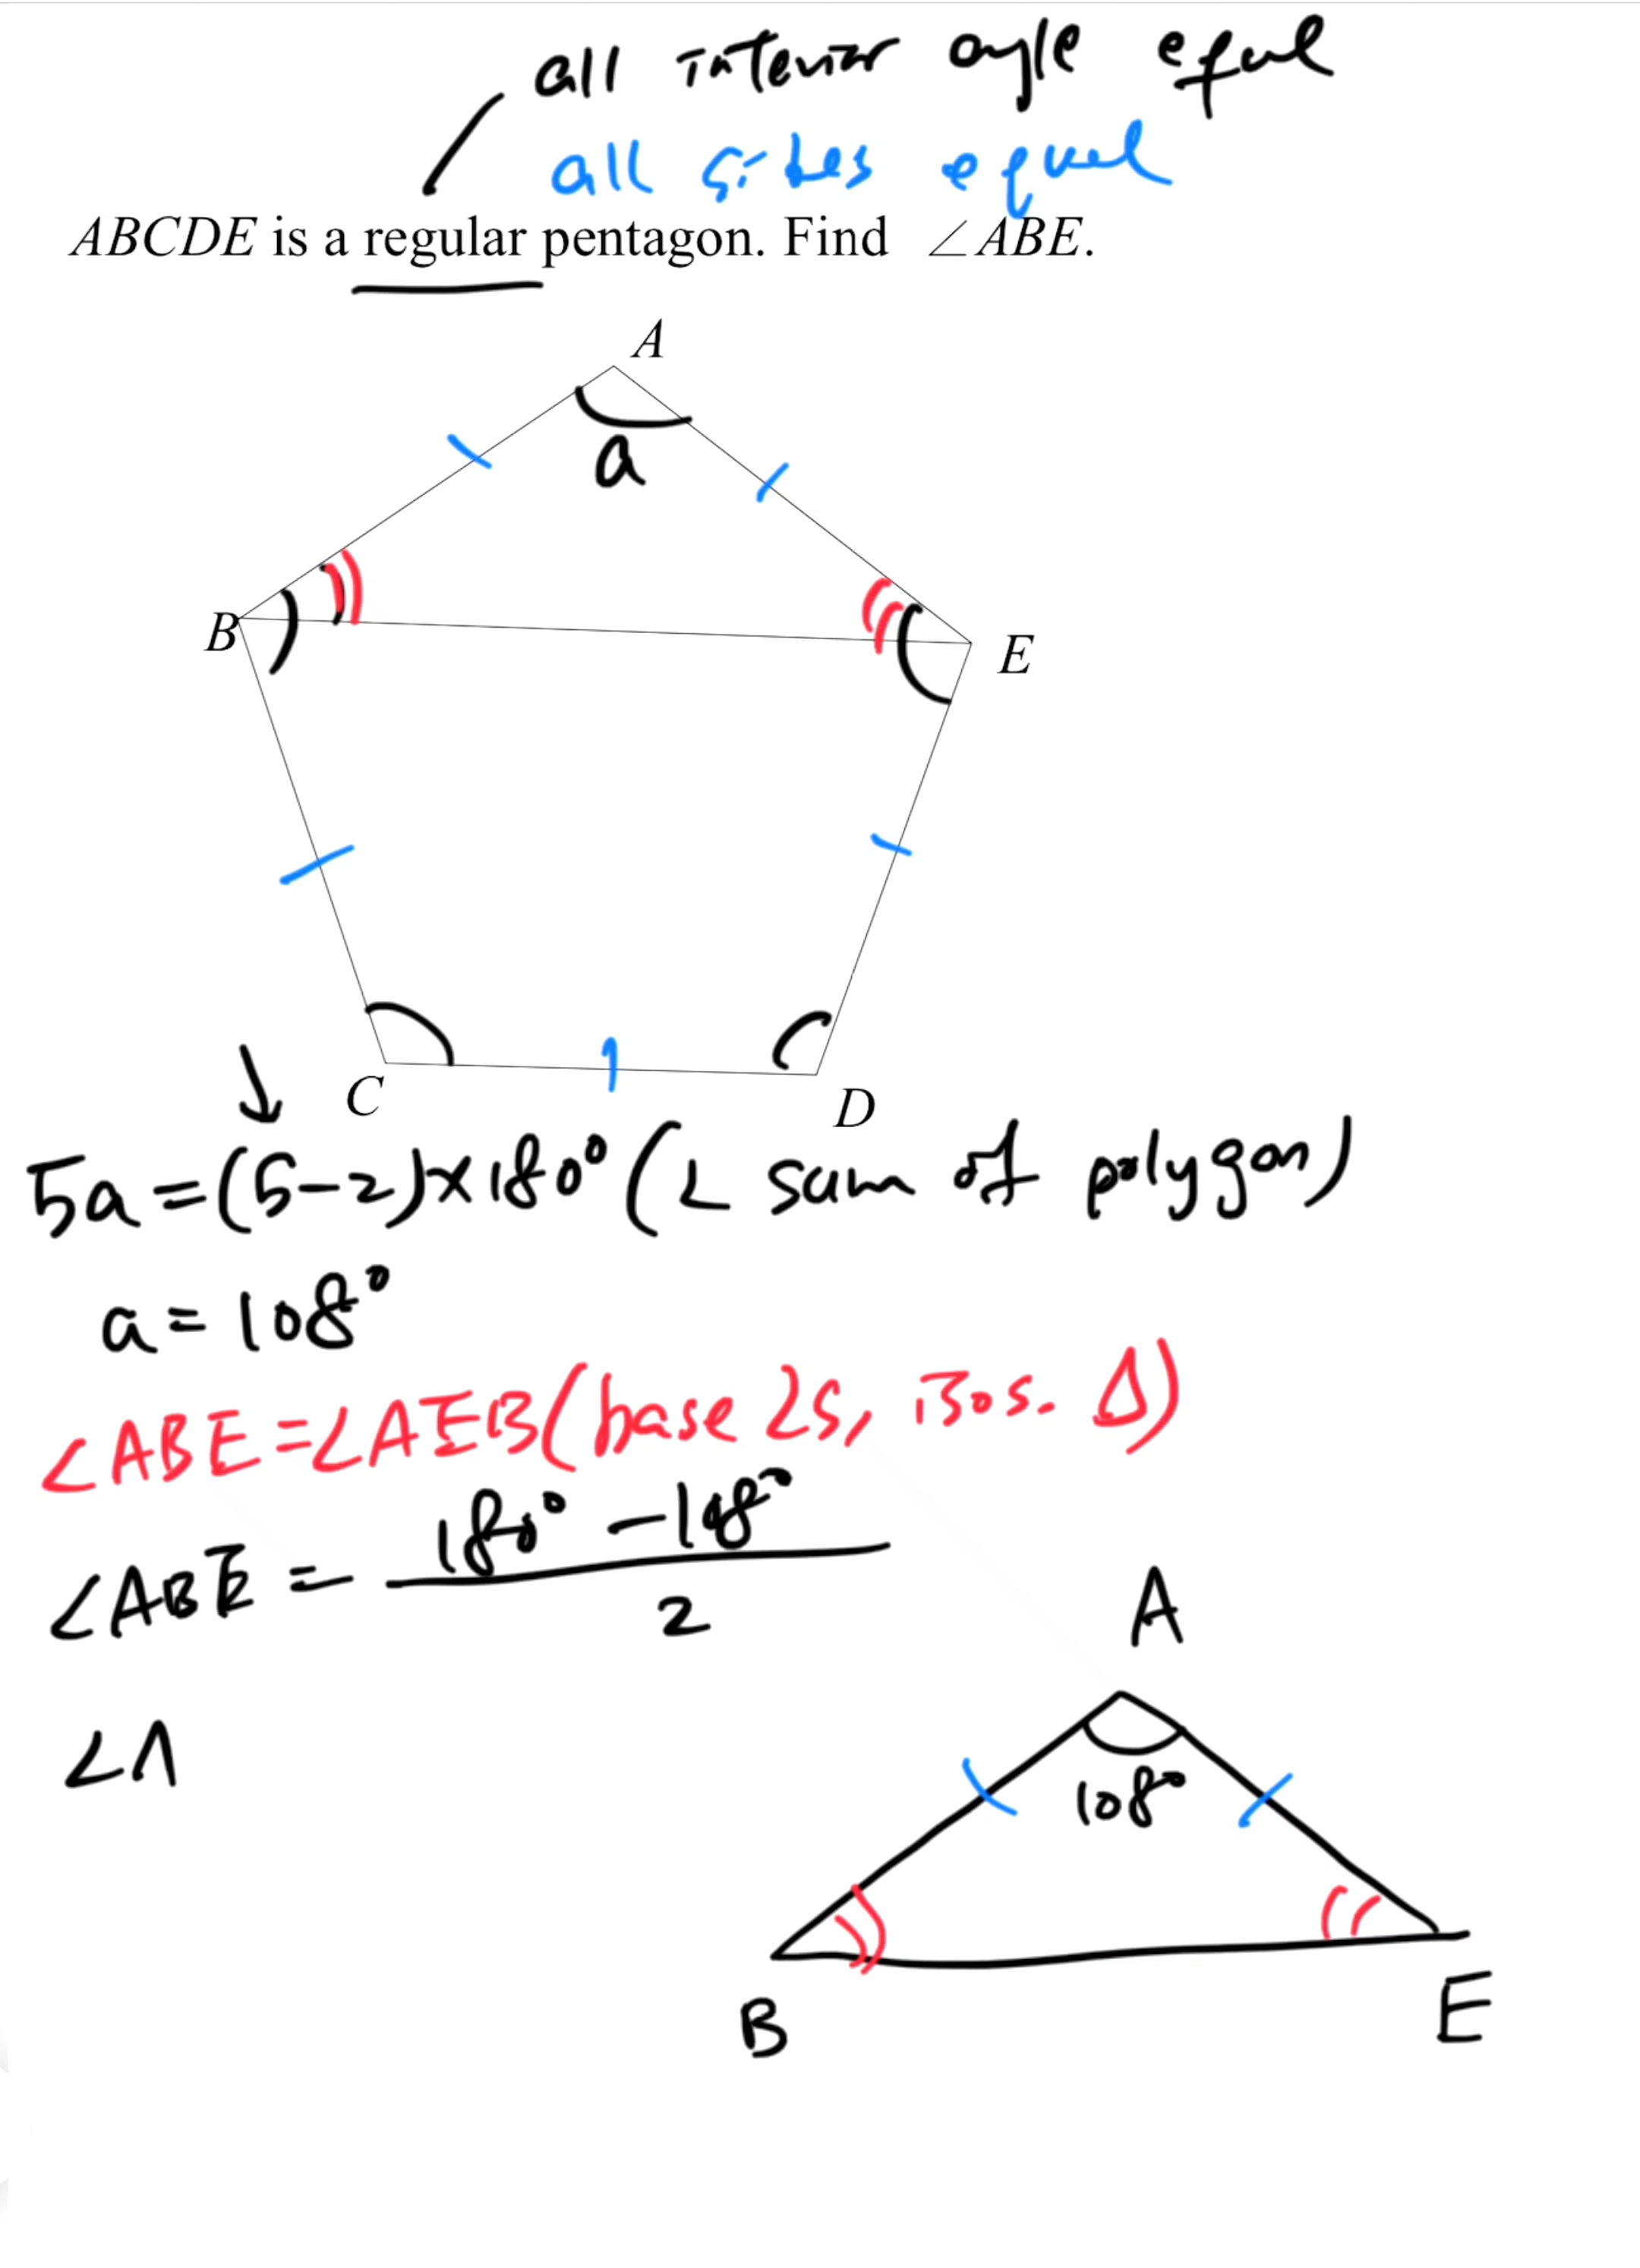 all interior angle equal
all sides equal
ABCDE is a regular pentagon. Find ∠ABE.
A
a
B
E
C
D
5a=(5-2)×180° (∠ sum of polygon)
a=108°
∠ABE=∠AEB(base ∠s, isos. Δ)
∠ABE = (180° - 108°)/2
∠A
A
108°
B
E